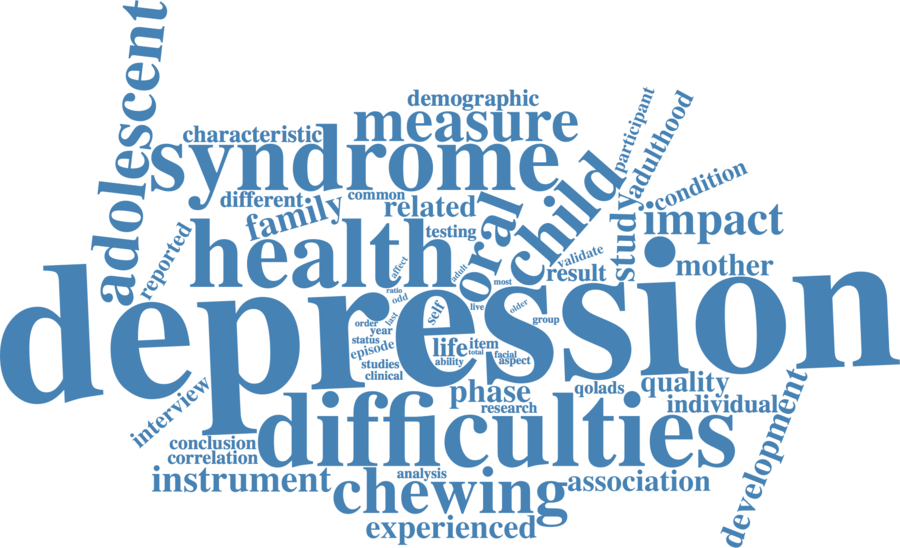 adolescent
demographic
measure
characteristic
syndrome
participant
adulthood
condition
child
different
common
family
related
study
impact
reported
health
testing
oral
validate
result
mother
affect
adult
most
depression
ratio
odd
last
self
live
older
group
order
year
status
episode
life
item
total
facial
aspect
ability
studies
clinical
phase
research
qolads
quality
individual
interview
difficulties
development
conclusion
correlation
instrument
analysis
chewing
association
experienced